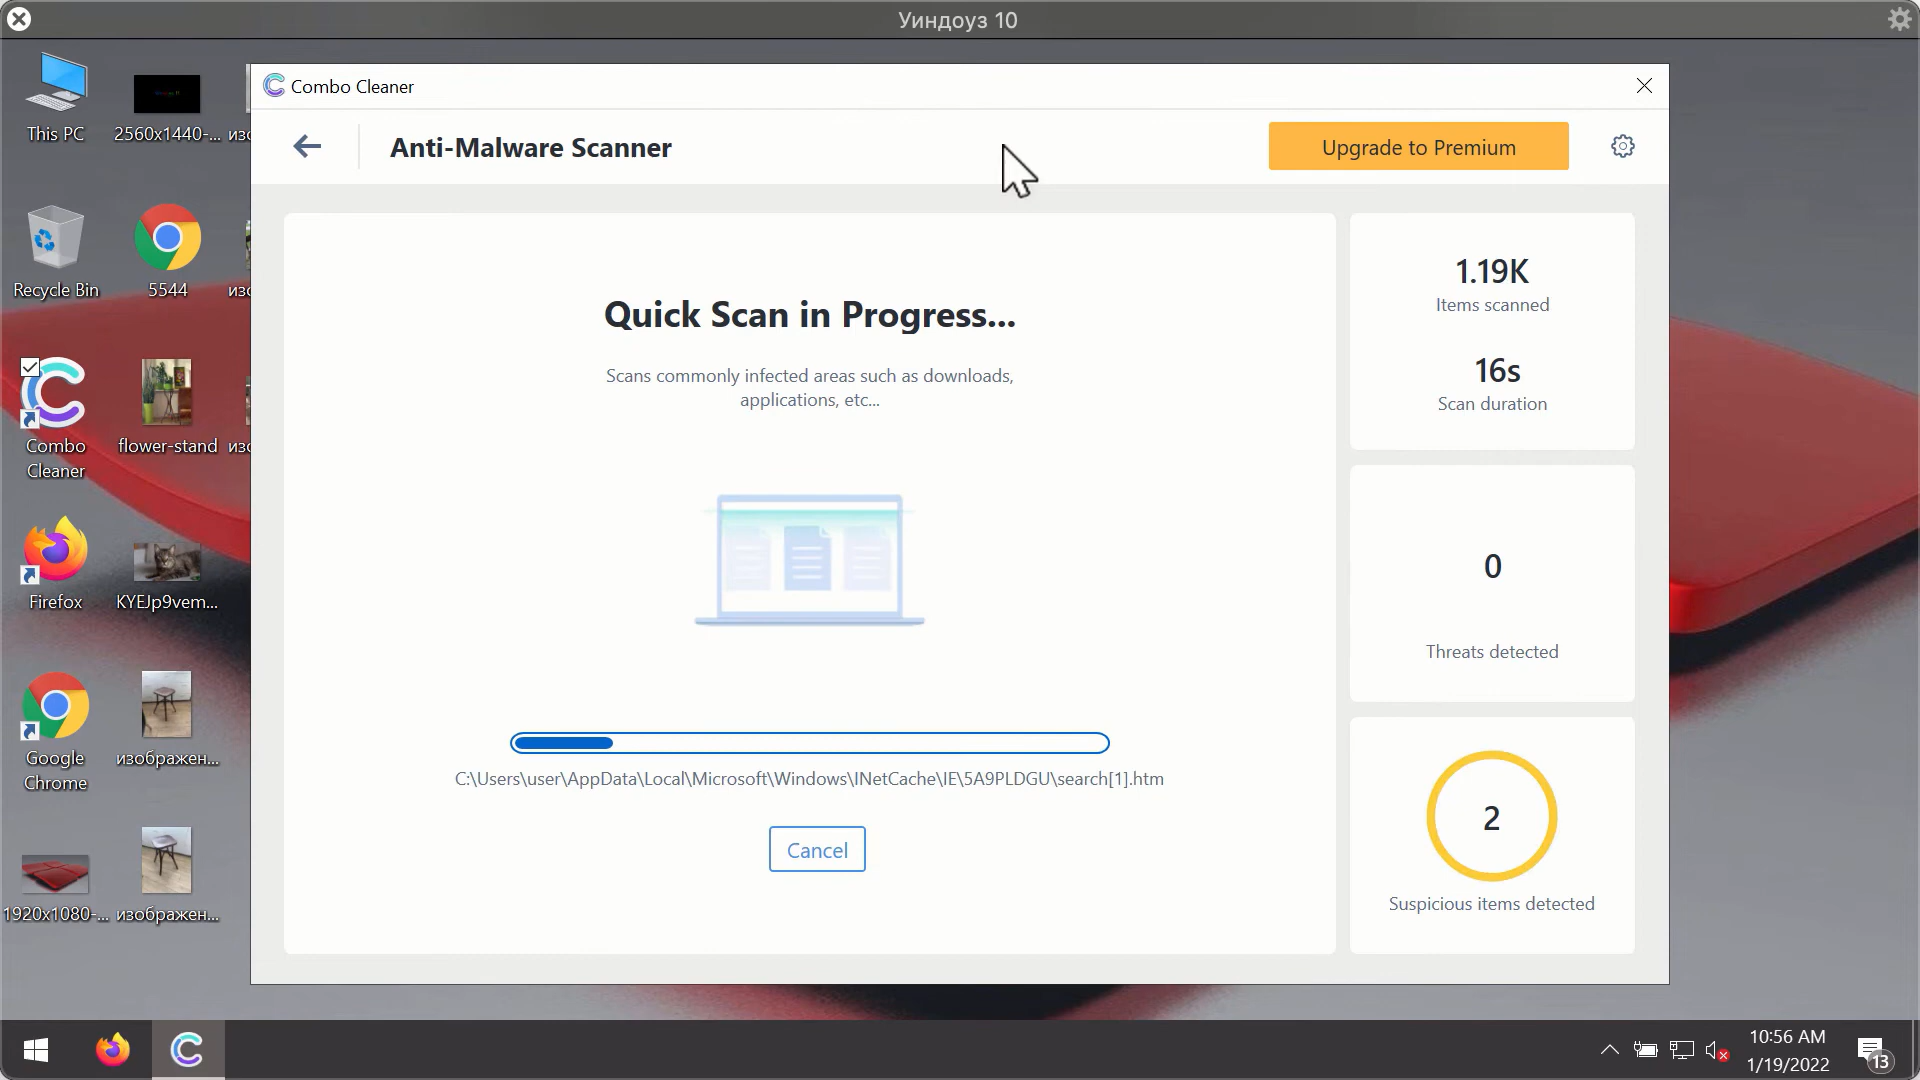 Уиндоуз 10
This PC
2560x1440-...
изо
Recycle Bin
5544
изо
Combo
Cleaner
flower-stand
изо
Firefox
KYEJp9vem...
Google
Chrome
изображен...
1920x1080-...
изображен...
Combo Cleaner
Anti-Malware Scanner
Upgrade to Premium
Quick Scan in Progress...
Scans commonly infected areas such as downloads,
applications, etc...
C:\Users\user\AppData\Local\Microsoft\Windows\INetCache\IE\5A9PLDGU\search[1].htm
Cancel
1.19K
Items scanned
16s
Scan duration
0
Threats detected
2
Suspicious items detected
10:56 AM
1/19/2022
13